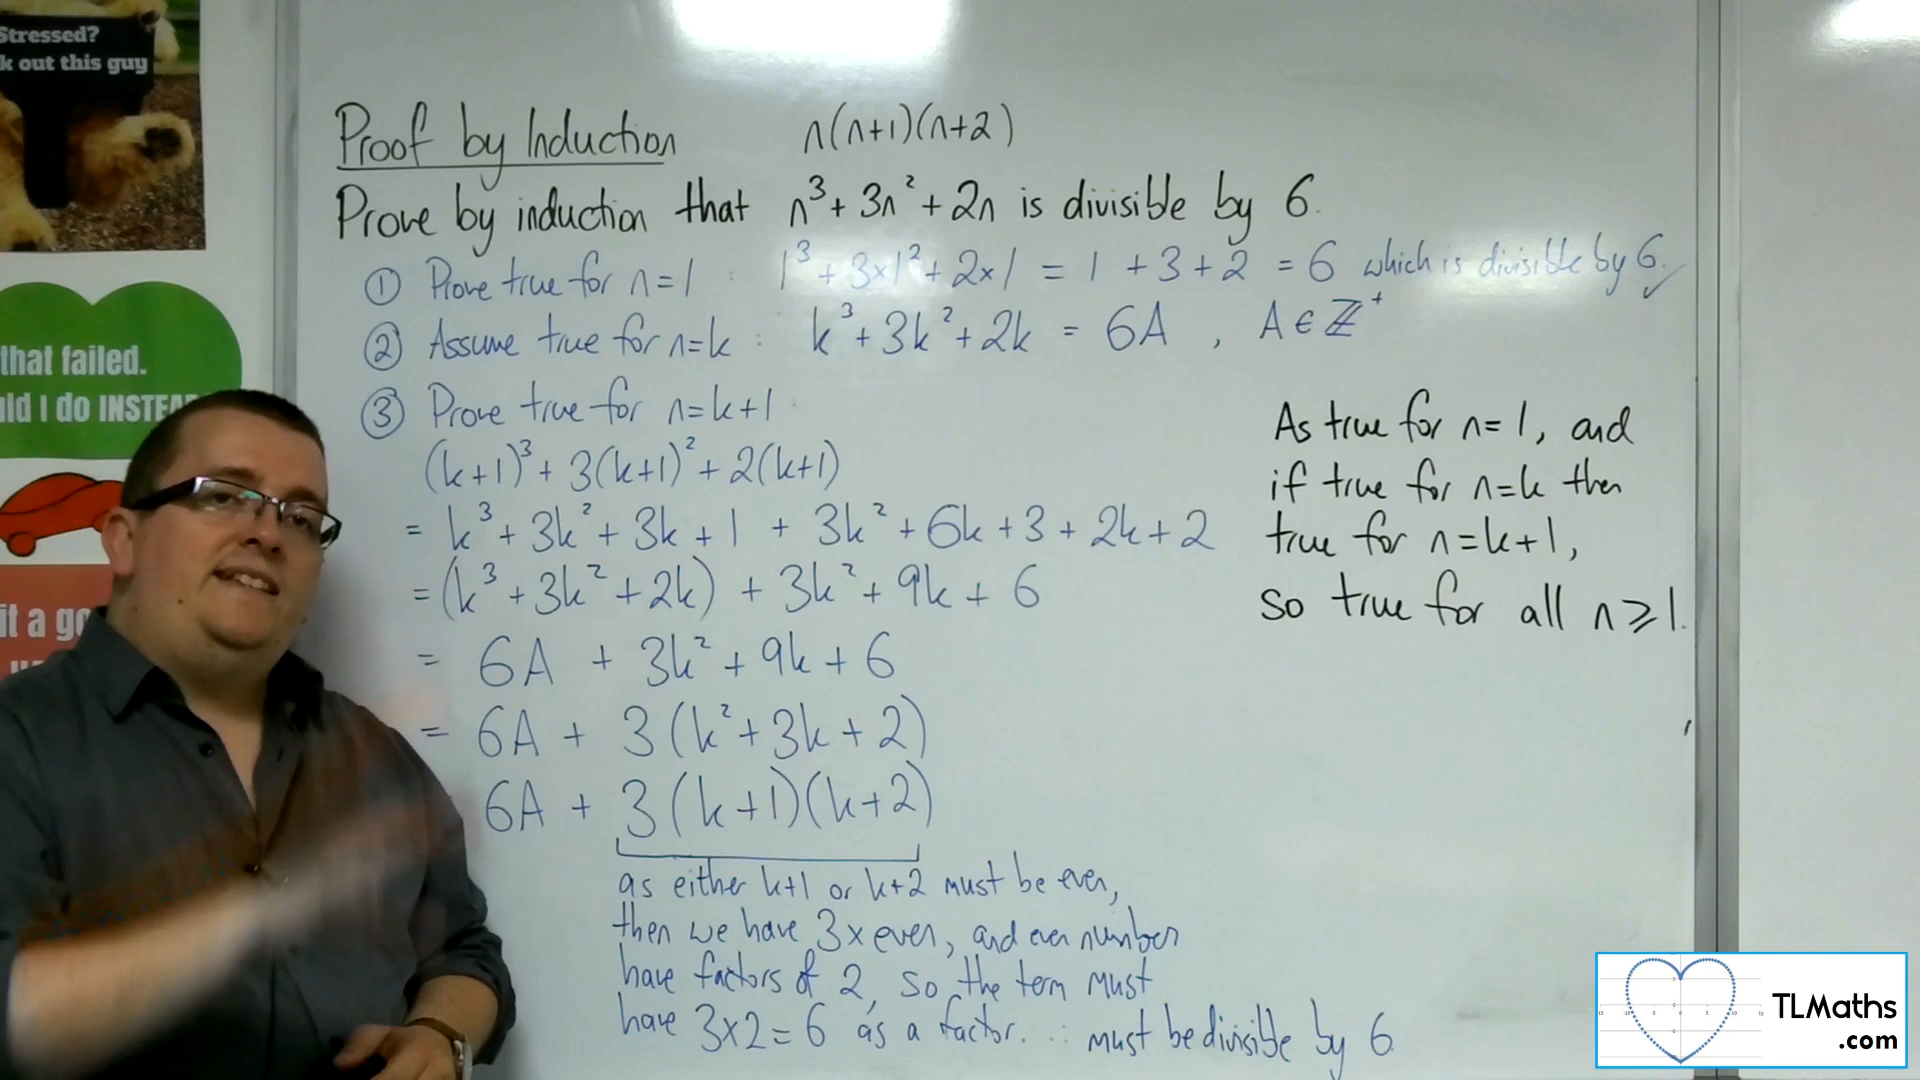 Stressed?
k out this guy
that failed.
uld I do INSTEA
it a go
Proof by Induction n(n+1)(n+2)
Prove by induction that n³ + 3n² + 2n is divisible by 6.
① Prove true for n=1 : 1³ + 3×1² + 2×1 = 1 + 3 + 2 = 6 which is divisible by 6. ✓
② Assume true for n=k : k³ + 3k² + 2k = 6A , A ∈ ℤ⁺
③ Prove true for n=k+1
(k+1)³ + 3(k+1)² + 2(k+1)
= k³ + 3k² + 3k + 1 + 3k² + 6k + 3 + 2k + 2
= (k³ + 3k² + 2k) + 3k² + 9k + 6
= 6A + 3k² + 9k + 6
= 6A + 3(k² + 3k + 2)
6A + 3(k+1)(k+2)
as either k+1 or k+2 must be even,
then we have 3 × even, and even number
have factors of 2, so the term must
have 3×2=6 as a factor. ∴ must be divisible by 6
As true for n=1, and
if true for n=k then
true for n=k+1,
so true for all n⩾1.
TLMaths
.com